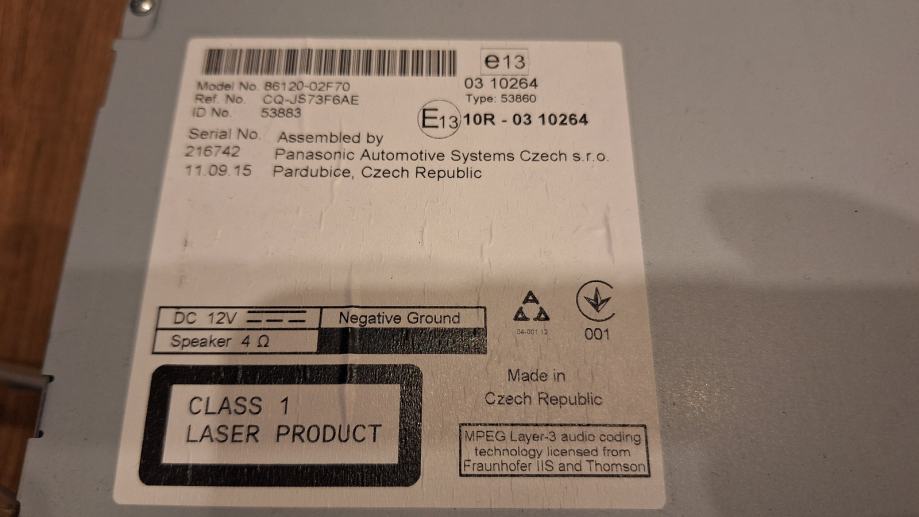 e13
Model No. 86120-02F70
03 10264
Ref. No. CQ-JS73F6AE
Type: 53860
ID No. 53883
E13 10R - 03 10264
Serial No. Assembled by
216742 Panasonic Automotive Systems Czech s.r.o.
11.09.15 Pardubice, Czech Republic
DC 12V Negative Ground
Speaker 4 Ω
001
Made in
Czech Republic
CLASS 1
LASER PRODUCT
MPEG Layer-3 audio coding
technology licensed from
Fraunhofer IIS and Thomson